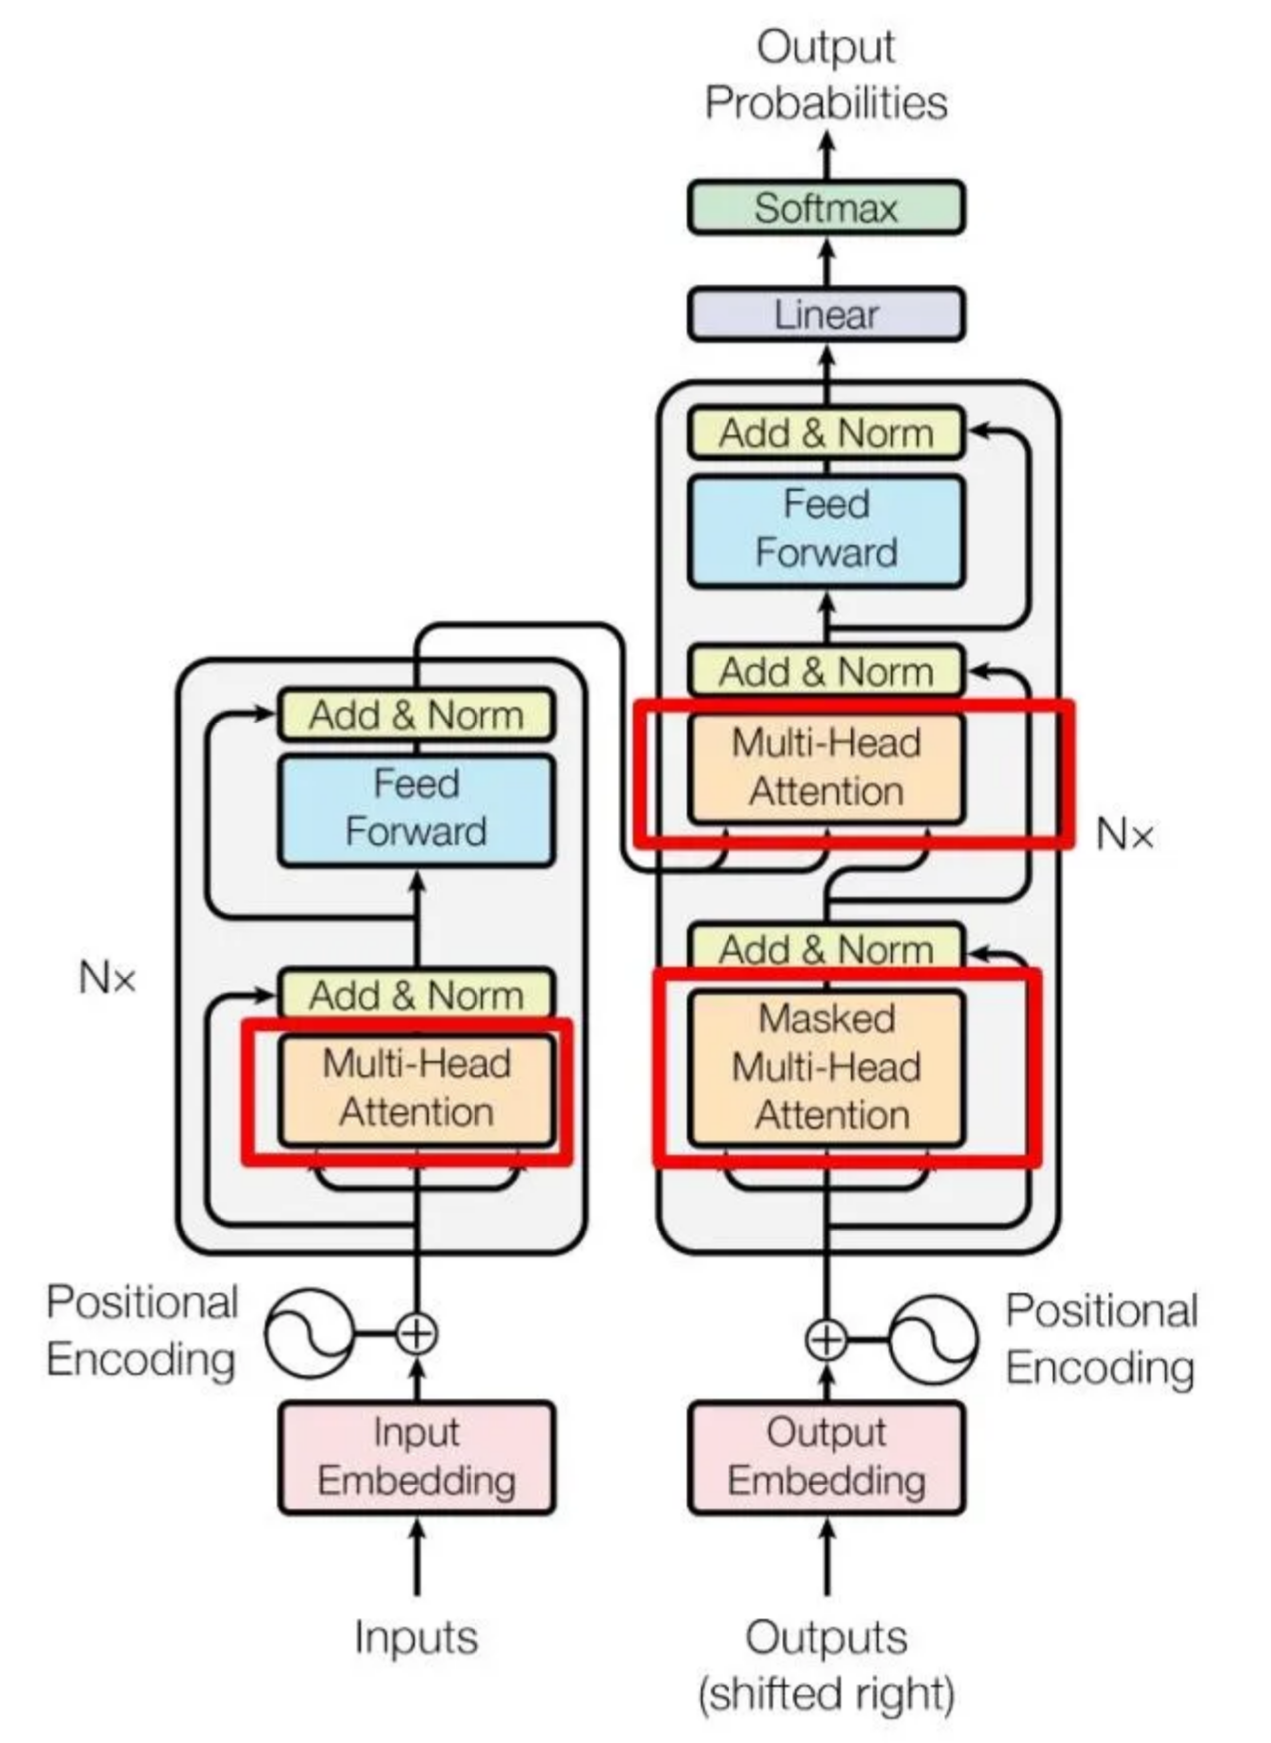 Output
Probabilities
Softmax
Linear
Add & Norm
Feed
Forward
Add & Norm
Multi-Head
Attention
Nx
Add & Norm
Masked
Multi-Head
Attention
Add & Norm
Feed
Forward
Nx
Add & Norm
Multi-Head
Attention
Positional
Encoding
Positional
Encoding
Input
Embedding
Output
Embedding
Inputs
Outputs
(shifted right)